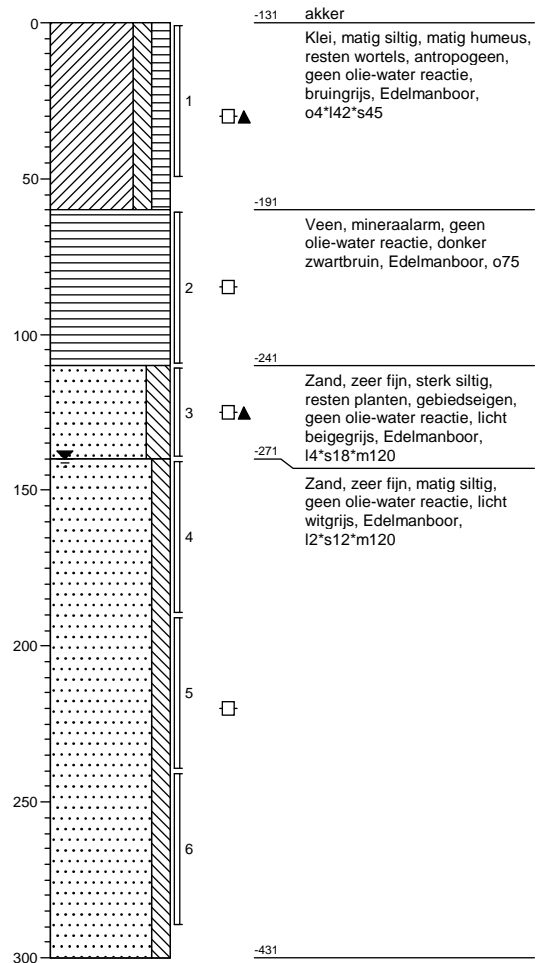 0
50
100
150
200
250
300
1
2
3
4
5
6
-131 akker
Klei, matig siltig, matig humeus,
resten wortels, antropogeen,
geen olie-water reactie,
bruingrijs, Edelmanboor,
o4*l42*s45
-191
Veen, mineraalarm, geen
olie-water reactie, donker
zwartbruin, Edelmanboor, o75
-241
Zand, zeer fijn, sterk siltig,
resten planten, gebiedseigen,
geen olie-water reactie, licht
beigegrijs, Edelmanboor,
l4*s18*m120
-271
Zand, zeer fijn, matig siltig,
geen olie-water reactie, licht
witgrijs, Edelmanboor,
l2*s12*m120
-431